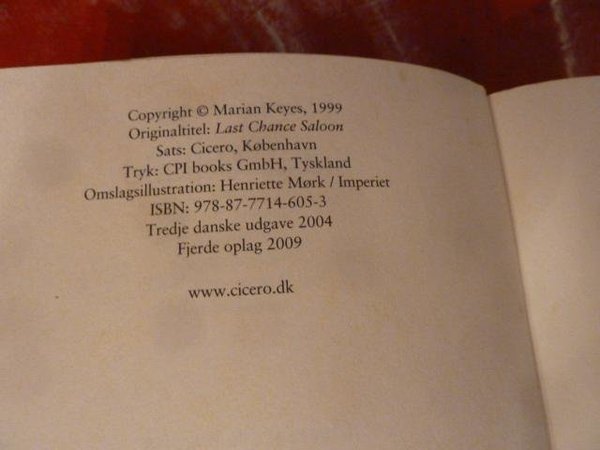 Copyright © Marian Keyes, 1999
Originaltitel: Last Chance Saloon
Sats: Cicero, København
Tryk: CPI books GmbH, Tyskland
Omslagsillustration: Henriette Mørk / Imperiet
ISBN: 978-87-7714-605-3
Tredje danske udgave 2004
Fjerde oplag 2009
www.cicero.dk